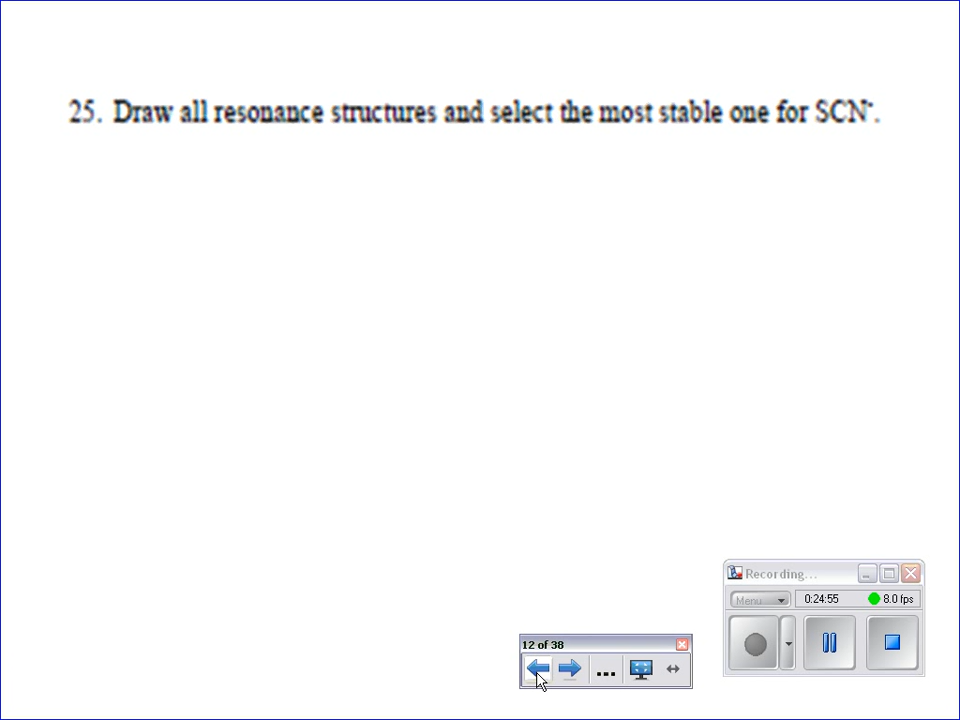 25. Draw all resonance structures and select the most stable one for SCN⁻.
Recording...
Menu
0:24:55
8.0 fps
12 of 38
...